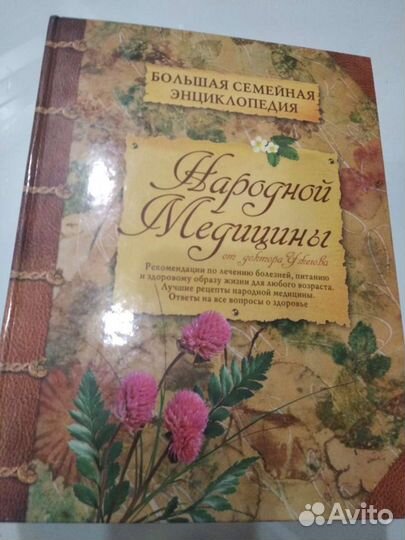 БОЛЬШАЯ СЕМЕЙНАЯ
ЭНЦИКЛОПЕДИЯ
Народной
Медицины
от доктора Ужегова
Рекомендации по лечению болезней, питанию
и здоровому образу жизни для любого возраста.
Лучшие рецепты народной медицины.
Ответы на все вопросы о здоровье
Avito